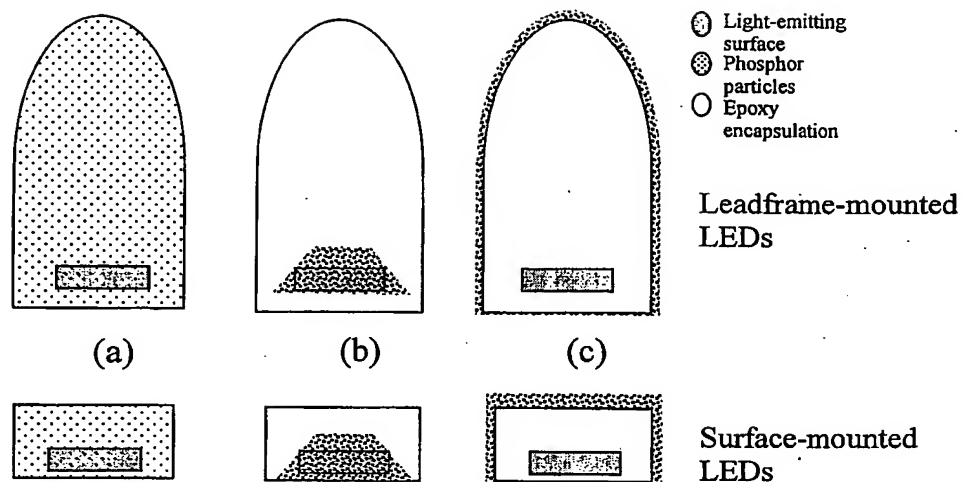 Light-emitting
surface
Phosphor
particles
Epoxy
encapsulation
Leadframe-mounted
LEDs
(a)
(b)
(c)
Surface-mounted
LEDs